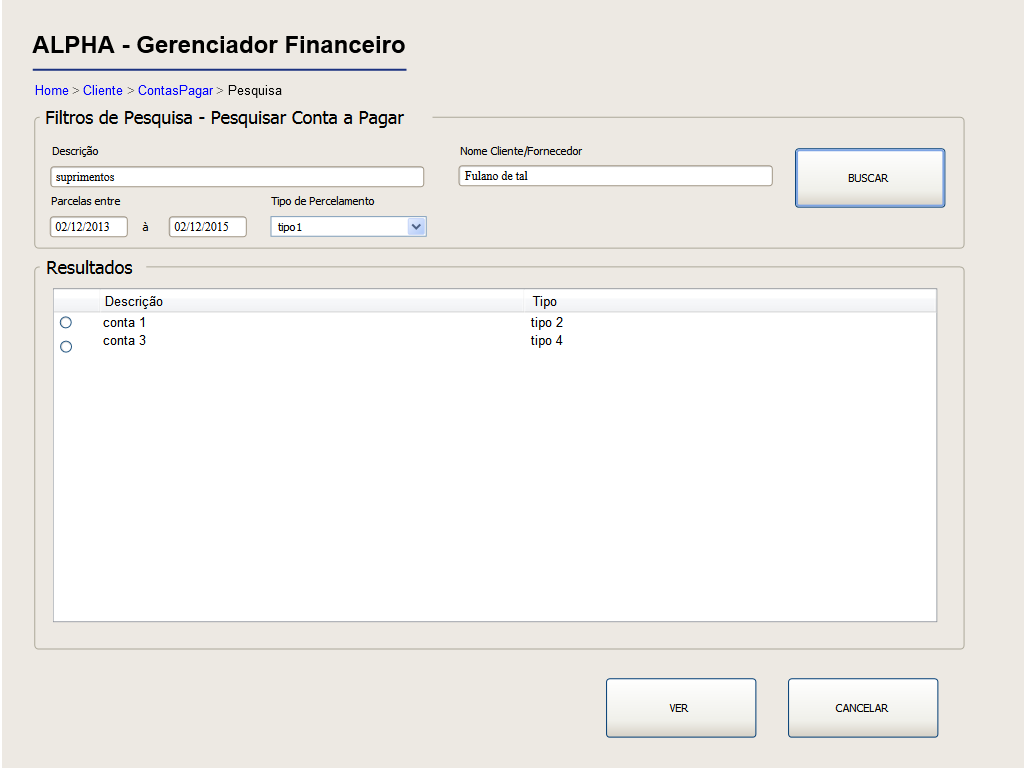 ALPHA - Gerenciador Financeiro
Home > Cliente > ContasPagar > Pesquisa
Filtros de Pesquisa - Pesquisar Conta a Pagar
Descrição Nome Cliente/Fornecedor
suprimentos Fulano de tal BUSCAR
Parcelas entre Tipo de Percelamento
02/12/2013 à 02/12/2015 tipo1
Resultados
Descrição Tipo
conta 1 tipo 2
conta 3 tipo 4
VER CANCELAR